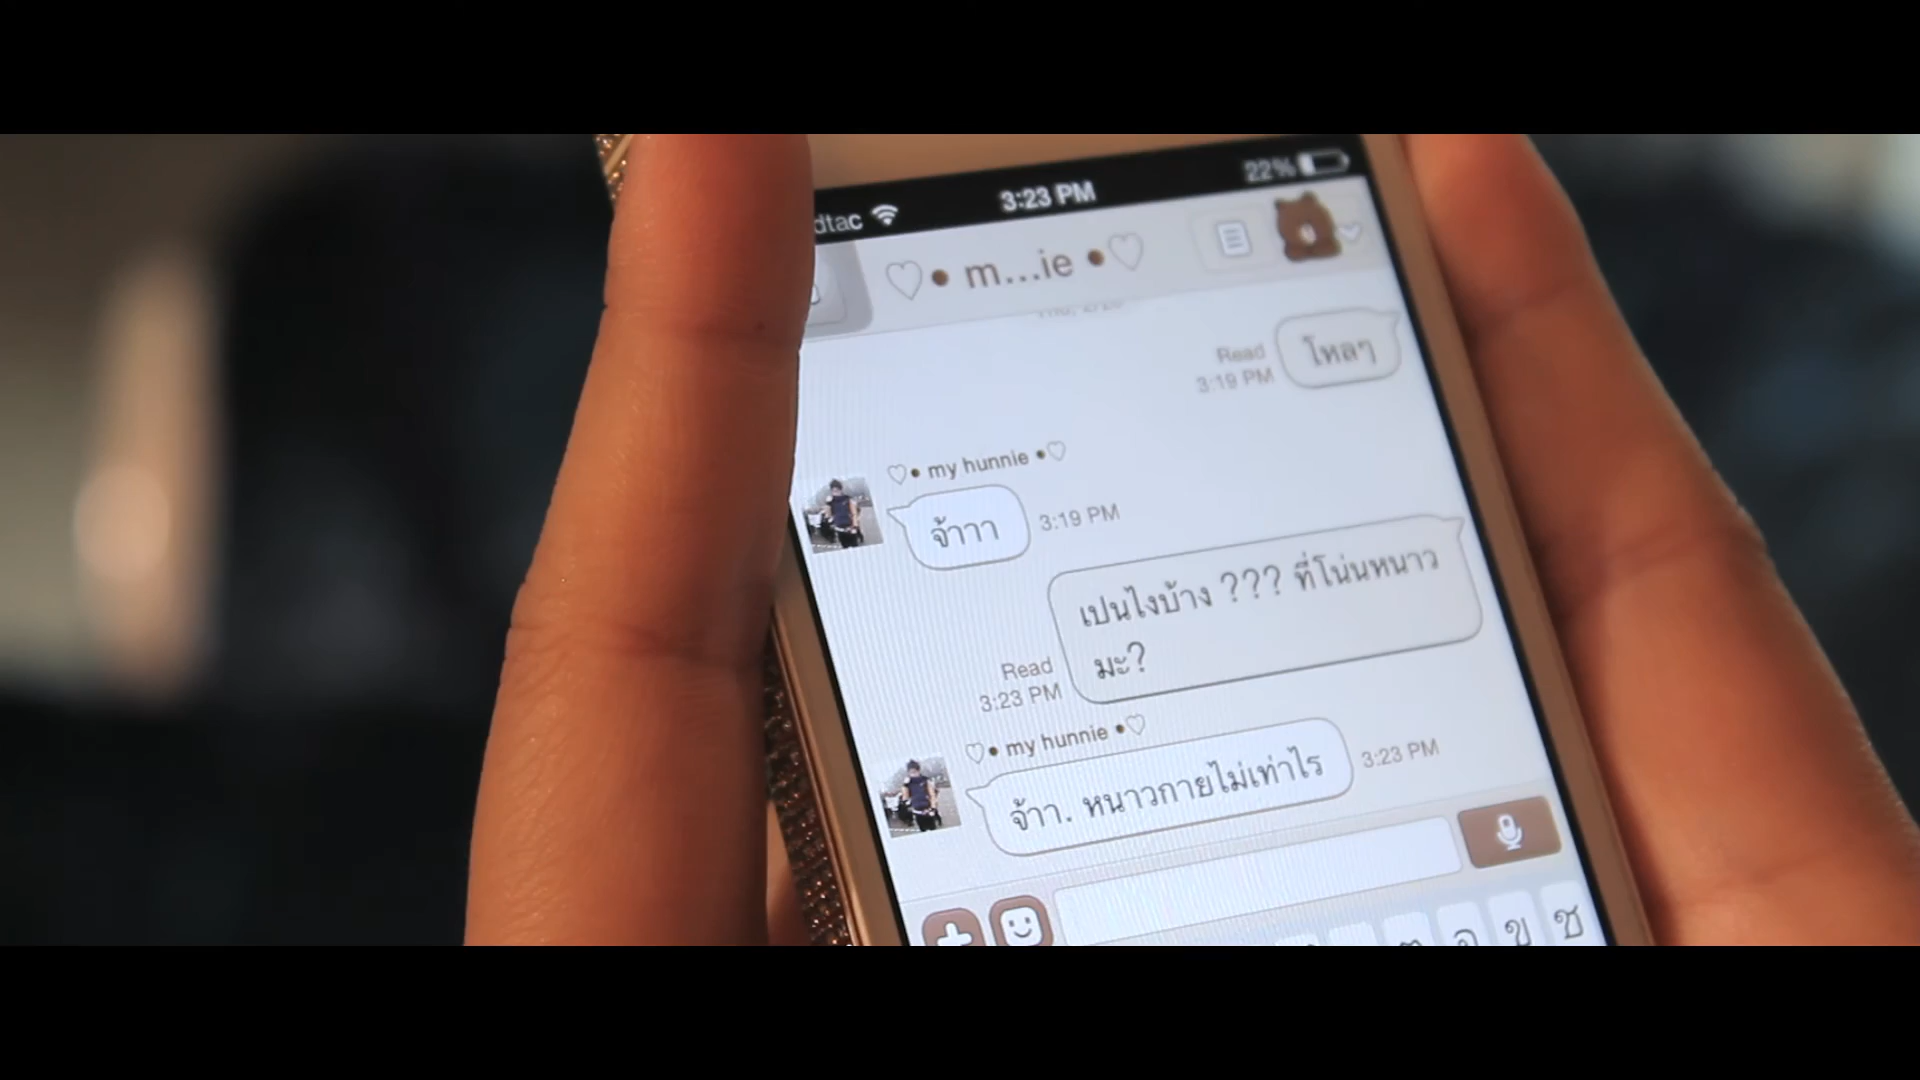 dtac 3:23 PM 22%
♡• m...ie •♡
โหลๆ
Read
3:19 PM
♡• my hunnie •♡
จ้าาา 3:19 PM
เปนไงบ้าง ??? ที่โน่นหนาว
มะ?
Read
3:23 PM
♡• my hunnie •♡
จ้าา. หนาวกายไม่เท่าไร 3:23 PM
ข ช